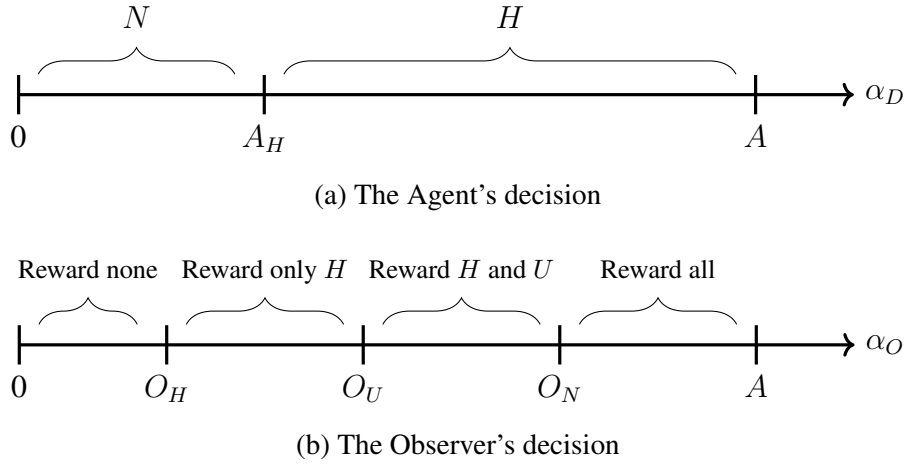 N H
0 A_H A α_D
(a) The Agent's decision
Reward none Reward only H Reward H and U Reward all
0 O_H O_U O_N A α_O
(b) The Observer's decision